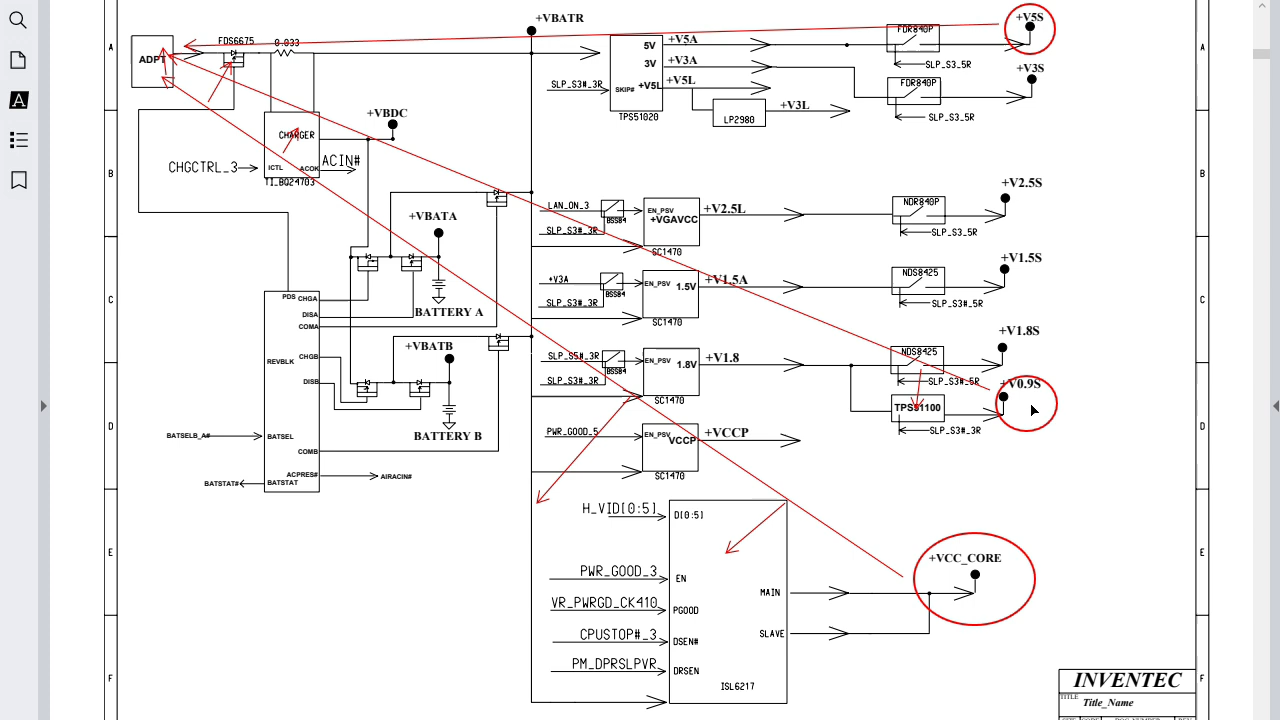 +VBATR
+V5S
A
FDS6675
0.033
ADPT
5V
3V
+V5L
SKIP#
TPS51020
+V5A
+V3A
+V5L
SLP_S3#_3R
LP2980
+V3L
FDR840P
SLP_S3_5R
+V3S
FDR840P
SLP_S3_5R
A
+VBDC
CHARGER
ICTL
ACOK
CHGCTRL_3
ACIN#
TI_BQ24703
B
B
LAN_ON_3
SLP_S3#_3R
BSS84
EN_PSV
+VGAVCC
SC1470
+V2.5L
NDR840P
SLP_S3_5R
+V2.5S
+VBATA
BATTERY A
C
C
+V3A
SLP_S3#_3R
BSS84
EN_PSV
1.5V
SC1470
+V1.5A
NDS8425
SLP_S3#_5R
+V1.5S
PDS
CHGA
DISA
COMA
REVBLK
CHGB
DISB
BATSEL
COMB
ACPRES#
BATSTAT
+VBATB
BATTERY B
BATSELB_A#
BATSTAT#
AIRACIN#
SLP_S5#_3R
SLP_S3#_3R
BSS84
EN_PSV
1.8V
SC1470
+V1.8
NDS8425
SLP_S3#_5R
+V1.8S
+V0.9S
TPS51100
SLP_S3#_3R
D
D
PWR_GOOD_5
EN_PSV
VCCP
SC1470
+VCCP
H_VID[0:5]
D[0:5]
E
E
PWR_GOOD_3
EN
VR_PWRGD_CK410
PGOOD
CPUSTOP#_3
DSEN#
PM_DPRSLPVR
DRSEN
MAIN
SLAVE
ISL6217
+VCC_CORE
F
F
INVENTEC
TITLE
Title_Name